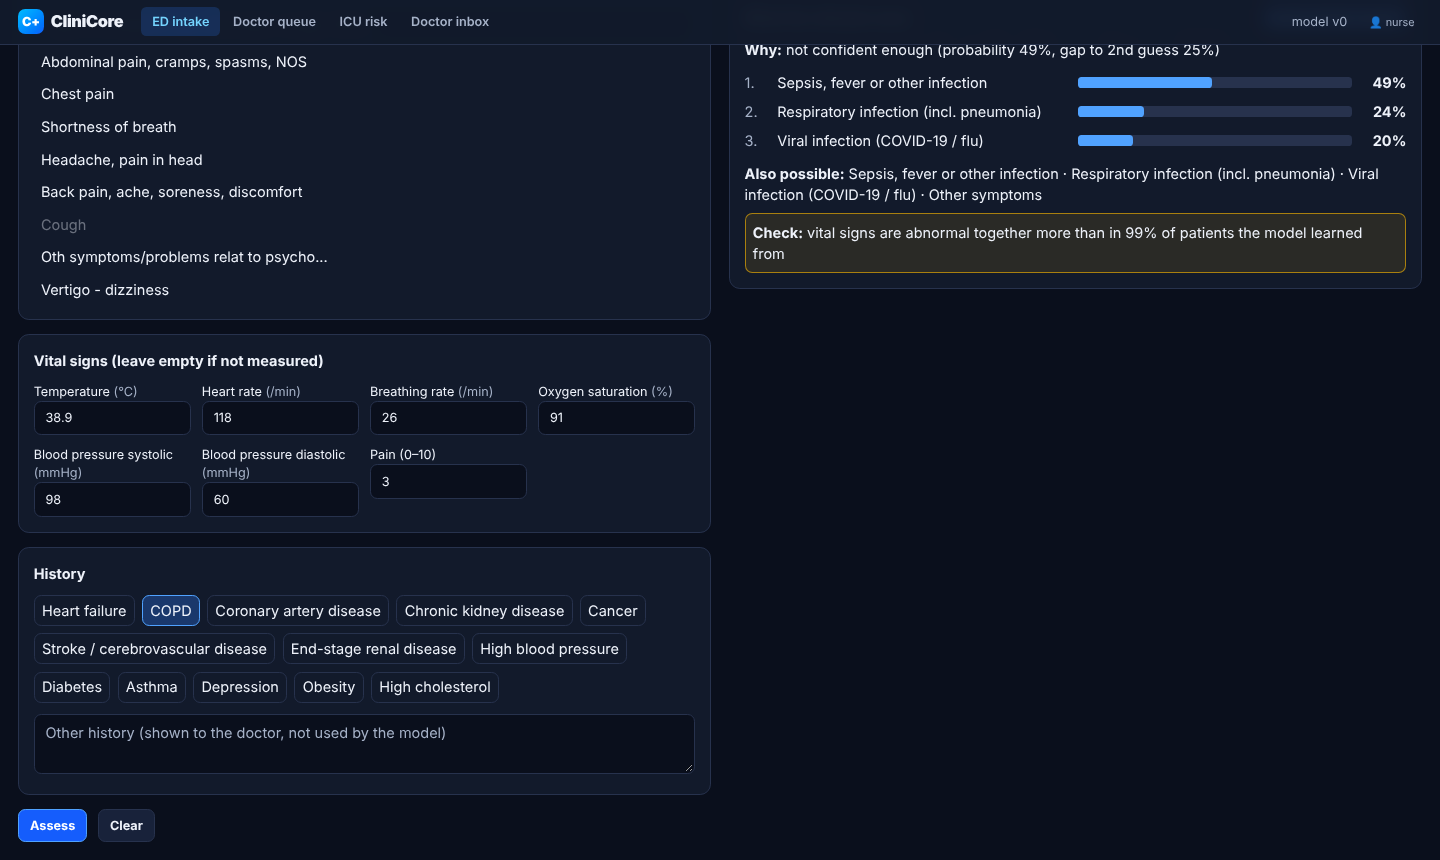 C+ CliniCore ED intake Doctor queue ICU risk Doctor inbox model v0 nurse
Abdominal pain, cramps, spasms, NOS
Chest pain
Shortness of breath
Headache, pain in head
Back pain, ache, soreness, discomfort
Cough
Oth symptoms/problems relat to psycho...
Vertigo - dizziness
Vital signs (leave empty if not measured)
Temperature (°C) Heart rate (/min) Breathing rate (/min) Oxygen saturation (%)
38.9 118 26 91
Blood pressure systolic (mmHg) Blood pressure diastolic (mmHg) Pain (0–10)
98 60 3
History
Heart failure COPD Coronary artery disease Chronic kidney disease Cancer
Stroke / cerebrovascular disease End-stage renal disease High blood pressure
Diabetes Asthma Depression Obesity High cholesterol
Other history (shown to the doctor, not used by the model)
Assess Clear
Why: not confident enough (probability 49%, gap to 2nd guess 25%)
1. Sepsis, fever or other infection 49%
2. Respiratory infection (incl. pneumonia) 24%
3. Viral infection (COVID-19 / flu) 20%
Also possible: Sepsis, fever or other infection · Respiratory infection (incl. pneumonia) · Viral
infection (COVID-19 / flu) · Other symptoms
Check: vital signs are abnormal together more than in 99% of patients the model learned
from